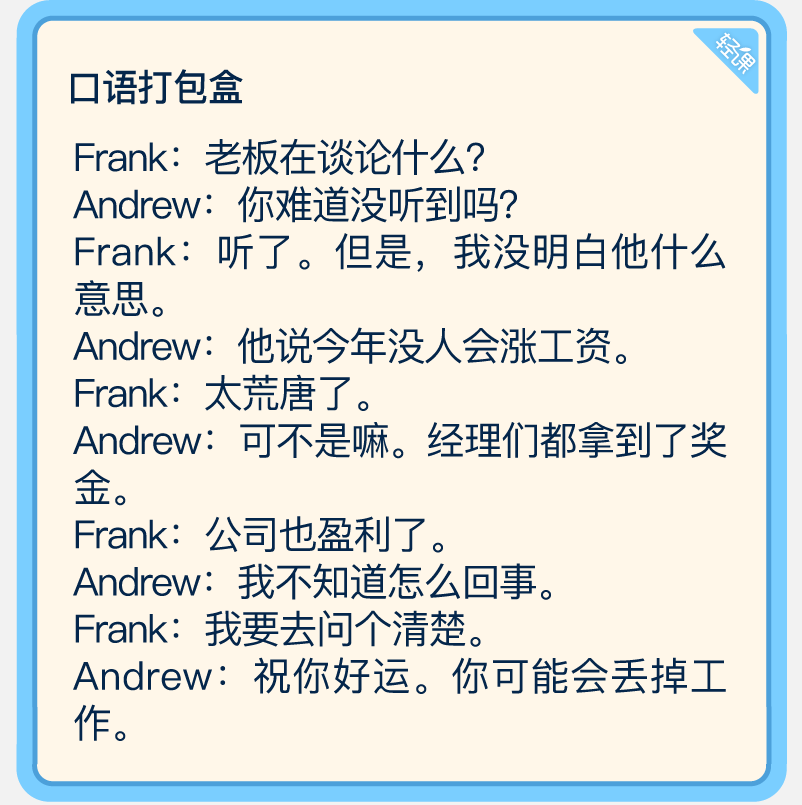 轻课
口语打包盒
Frank：老板在谈论什么？
Andrew：你难道没听到吗？
Frank：听了。但是，我没明白他什么
意思。
Andrew：他说今年没人会涨工资。
Frank：太荒唐了。
Andrew：可不是嘛。经理们都拿到了奖
金。
Frank：公司也盈利了。
Andrew：我不知道怎么回事。
Frank：我要去问个清楚。
Andrew：祝你好运。你可能会丢掉工
作。